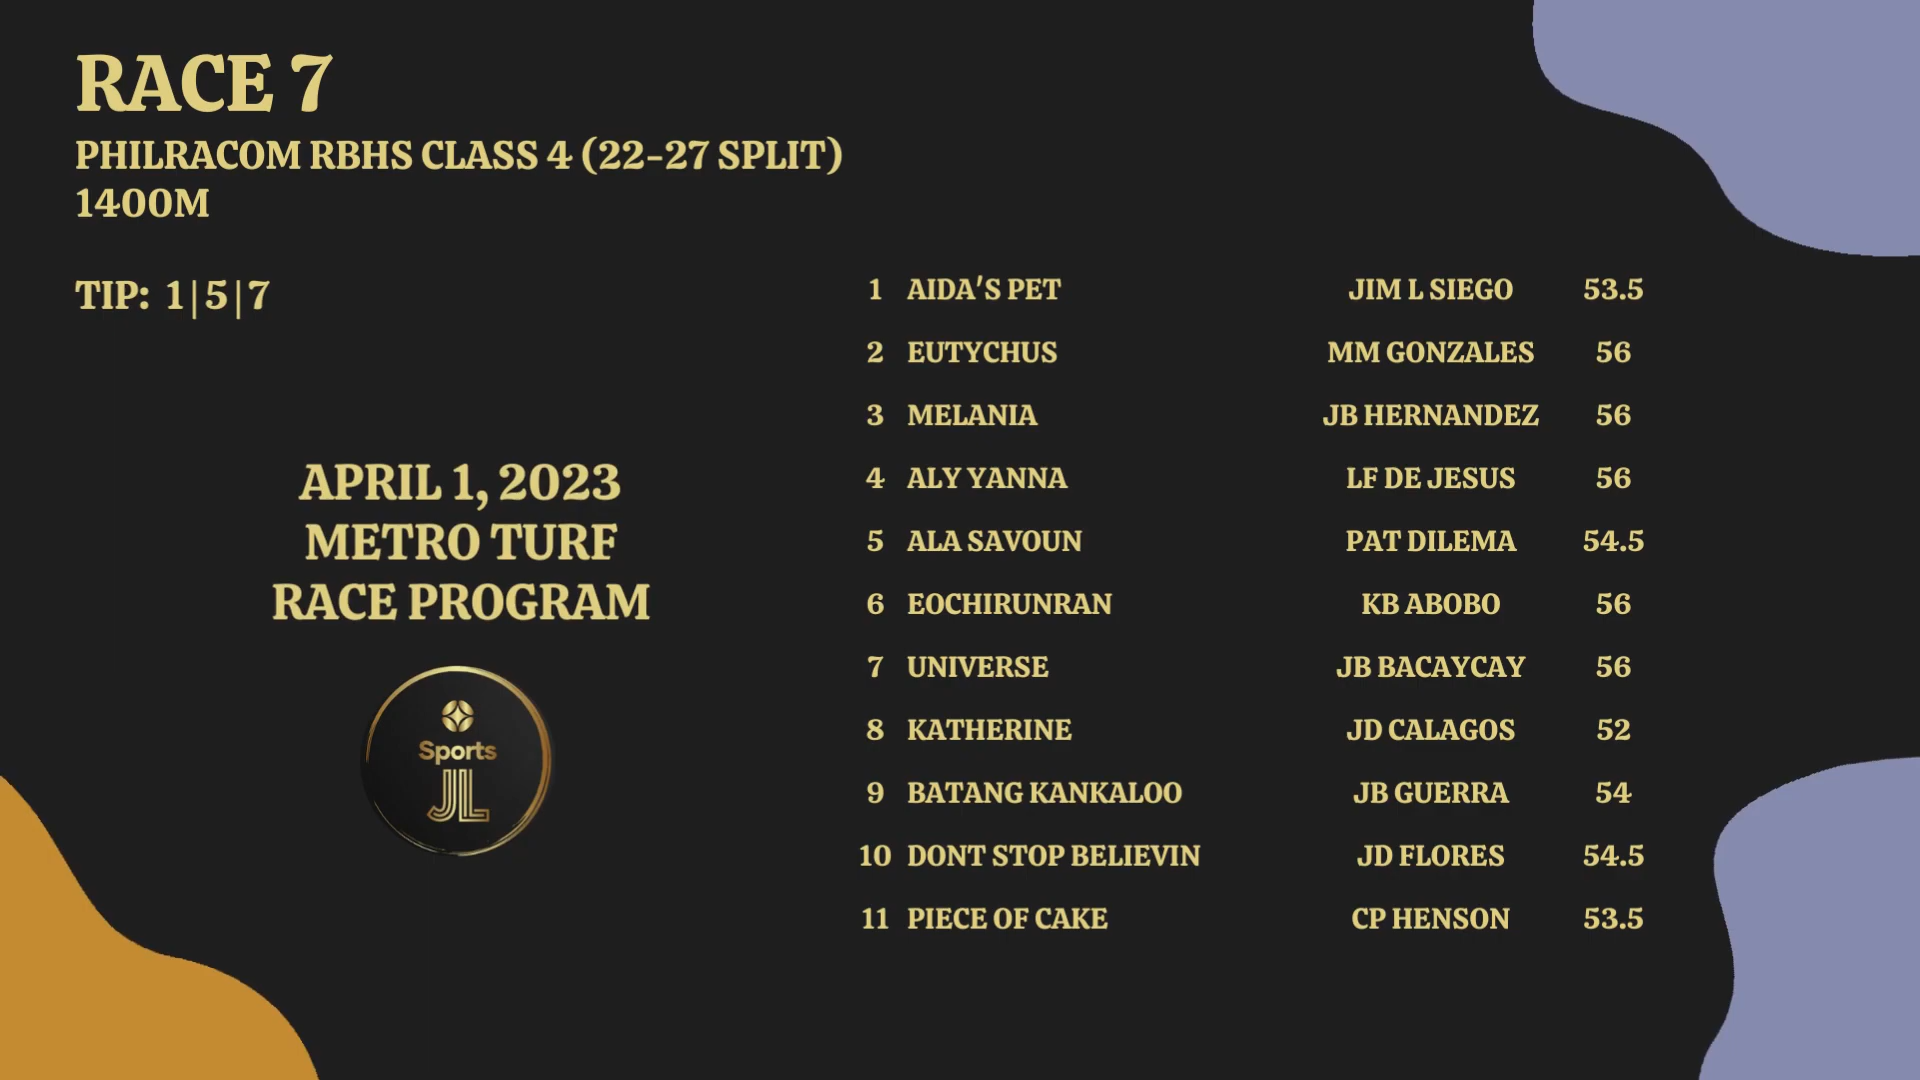 RACE 7
PHILRACOM RBHS CLASS 4 (22-27 SPLIT)
1400M
TIP: 1|5|7
APRIL 1, 2023
METRO TURF
RACE PROGRAM
Sports
JL
1 AIDA'S PET JIM L SIEGO 53.5
2 EUTYCHUS MM GONZALES 56
3 MELANIA JB HERNANDEZ 56
4 ALY YANNA LF DE JESUS 56
5 ALA SAVOUN PAT DILEMA 54.5
6 EOCHIRUNRAN KB ABOBO 56
7 UNIVERSE JB BACAYCAY 56
8 KATHERINE JD CALAGOS 52
9 BATANG KANKALOO JB GUERRA 54
10 DONT STOP BELIEVIN JD FLORES 54.5
11 PIECE OF CAKE CP HENSON 53.5